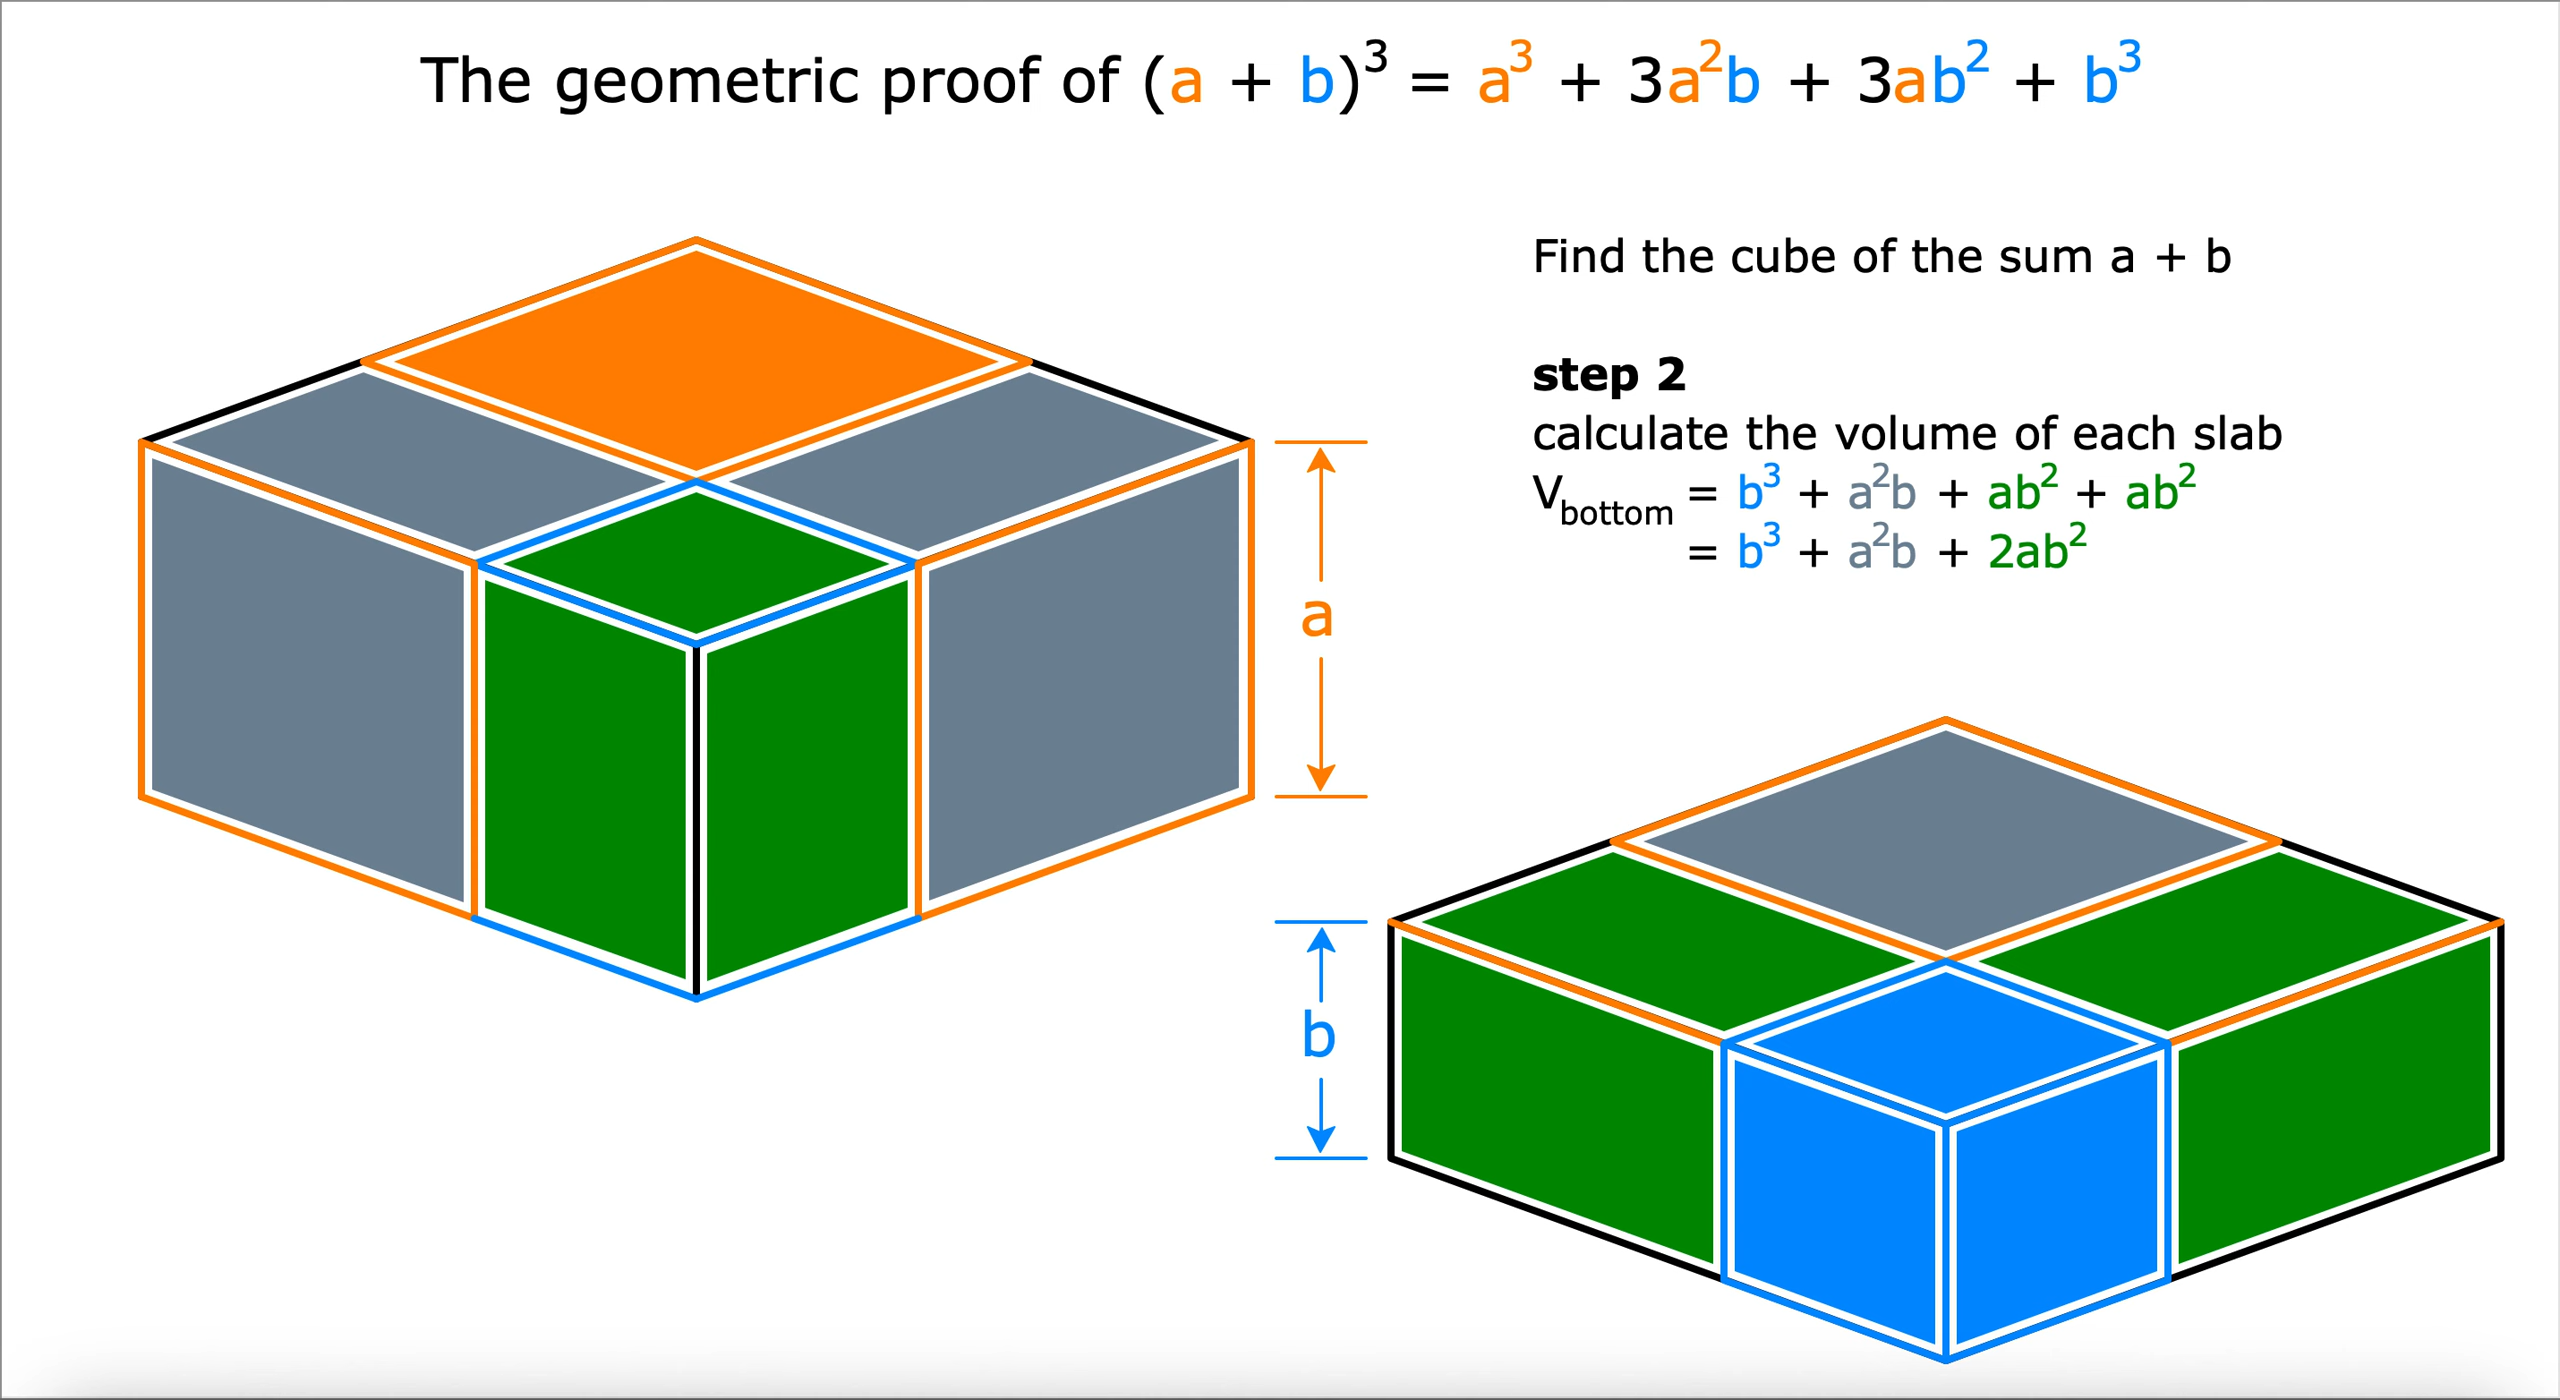 The geometric proof of (a + b)³ = a³ + 3a²b + 3ab² + b³
Find the cube of the sum a + b
step 2
calculate the volume of each slab
V_bottom = b³ + a²b + ab² + ab²
= b³ + a²b + 2ab²
a
b